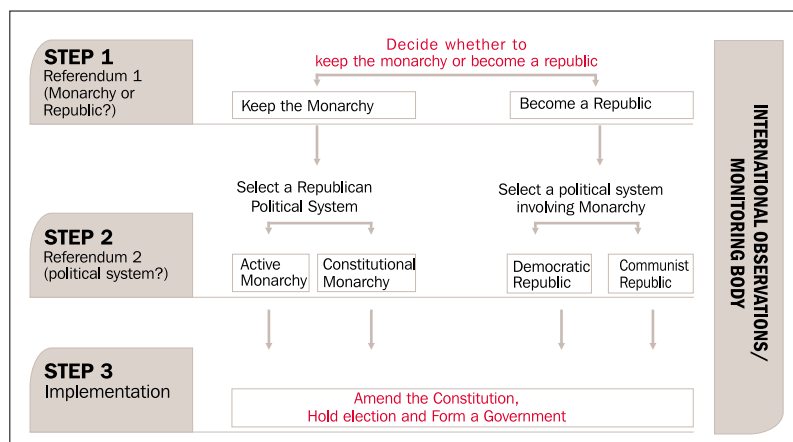 STEP 1
Referendum 1
(Monarchy or
Republic?)
Decide whether to
keep the monarchy or become a republic
Keep the Monarchy
Become a Republic
Select a Republican
Political System
Select a political system
involving Monarchy
STEP 2
Referendum 2
(political system?)
Active
Monarchy
Constitutional
Monarchy
Democratic
Republic
Communist
Republic
STEP 3
Implementation
Amend the Constitution,
Hold election and Form a Government
INTERNATIONAL OBSERVATIONS/
MONITORING BODY